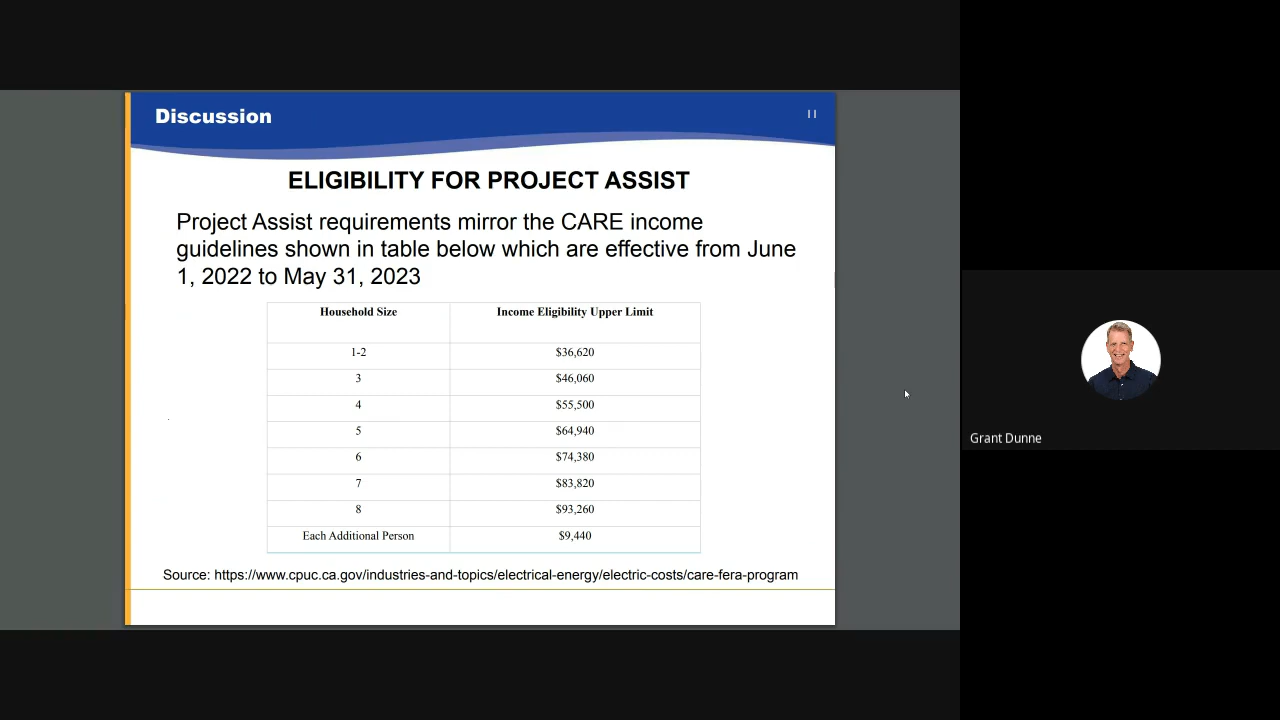 Discussion
11
ELIGIBILITY FOR PROJECT ASSIST
Project Assist requirements mirror the CARE income
guidelines shown in table below which are effective from June
1, 2022 to May 31, 2023
Household Size Income Eligibility Upper Limit
1-2 $36,620
3 $46,060
4 $55,500
5 $64,940
6 $74,380
7 $83,820
8 $93,260
Each Additional Person $9,440
Source: https://www.cpuc.ca.gov/industries-and-topics/electrical-energy/electric-costs/care-fera-program
Grant Dunne